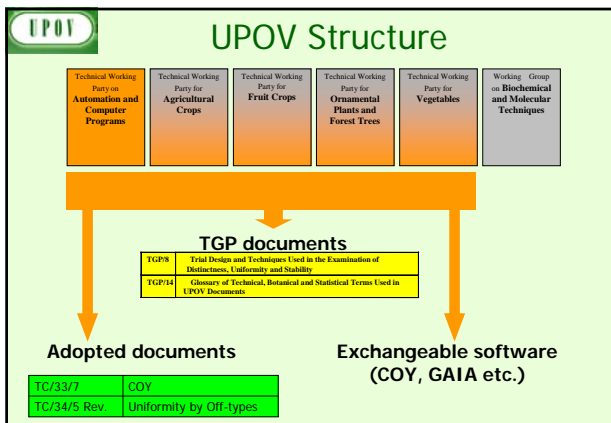 UPOV
UPOV Structure
Technical Working
Party on
Automation and
Computer
Programs
Technical Working
Party for
Agricultural
Crops
Technical Working
Party for
Fruit Crops
Technical Working
Party for
Ornamental
Plants and
Forest Trees
Technical Working
Party for
Vegetables
Working Group
on Biochemical
and Molecular
Techniques
TGP documents
TGP/8 Trial Design and Techniques Used in the Examination of
Distinctness, Uniformity and Stability
TGP/14 Glossary of Technical, Botanical and Statistical Terms Used in
UPOV Documents
Adopted documents
TC/33/7 COY
TC/34/5 Rev. Uniformity by Off-types
Exchangeable software
(COY, GAIA etc.)